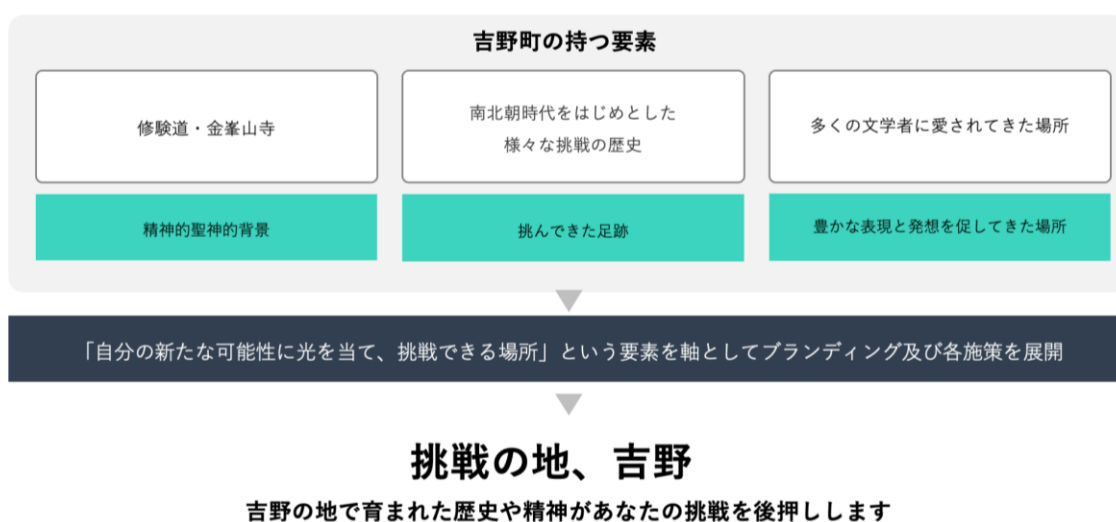 吉野町の持つ要素
修験道・金峯山寺
南北朝時代をはじめとした
様々な挑戦の歴史
多くの文学者に愛されてきた場所
精神的聖神的背景
挑んできた足跡
豊かな表現と発想を促してきた場所
「自分の新たな可能性に光を当て、挑戦できる場所」という要素を軸としてブランディング及び各施策を展開
挑戦の地、吉野
吉野の地で育まれた歴史や精神があなたの挑戦を後押しします